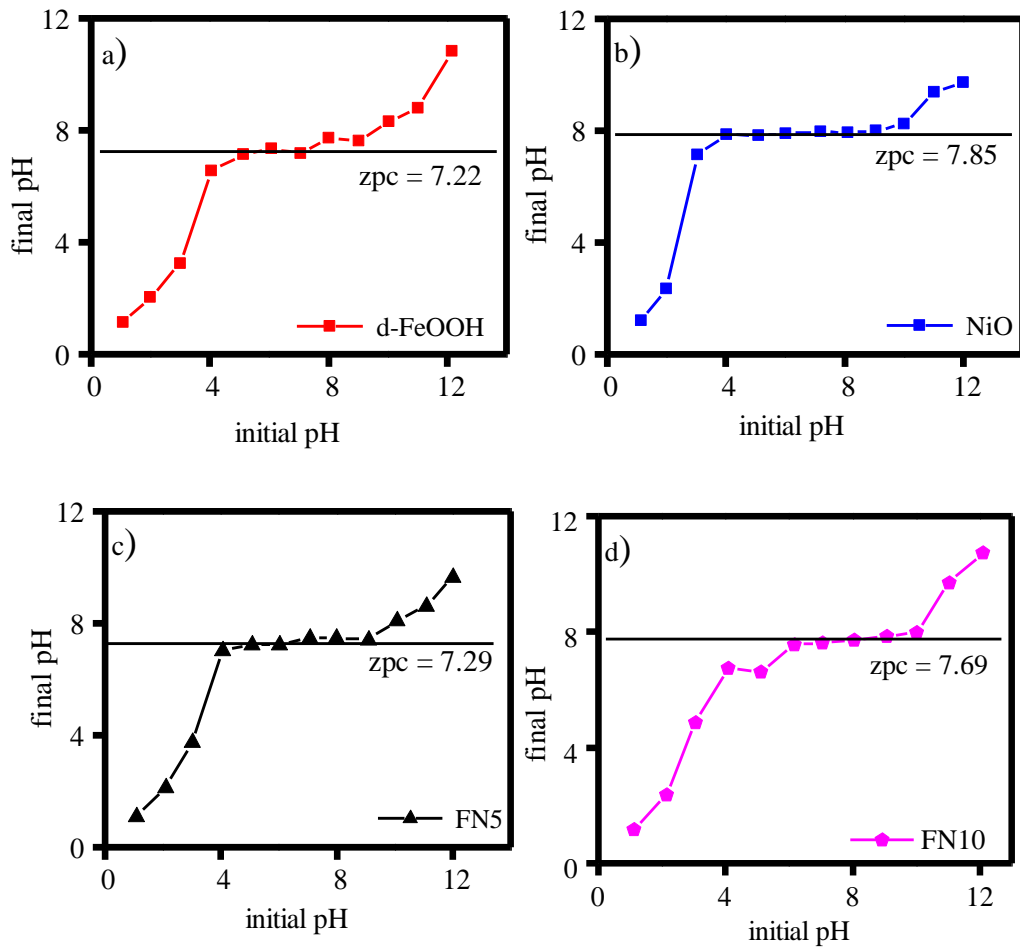 a)
12
8
4
0
final pH
zpc = 7.22
d-FeOOH
0 4 8 12
initial pH
b)
12
8
4
0
final pH
zpc = 7.85
NiO
0 4 8 12
initial pH
c)
12
8
4
0
final pH
zpc = 7.29
FN5
0 4 8 12
initial pH
d)
12
8
4
0
final pH
zpc = 7.69
FN10
0 4 8 12
initial pH